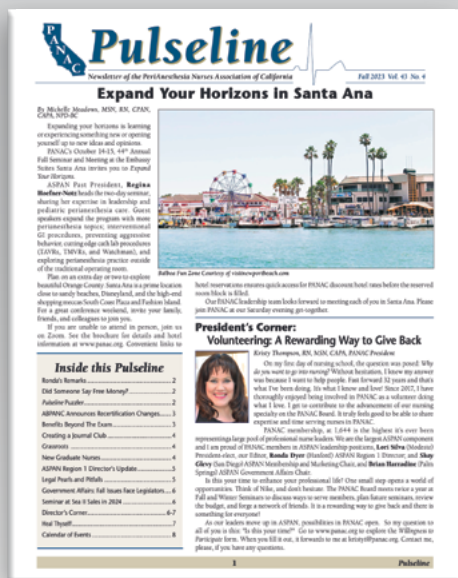 PANAC
Pulseline
Newsletter of the PeriAnesthesia Nurses Association of California
Fall 2023 Vol. 43 No. 4
Expand Your Horizons in Santa Ana
By Michelle Meadows, MSN, RN, CPAN,
CAPA, NPD-BC
Expanding your horizons is learning
or experiencing something new or opening
yourself up to new ideas and opinions.
PANAC's October 14-15, 44th Annual
Fall Seminar and Meeting at the Embassy
Suites Santa Ana invites you to Expand
Your Horizons.
ASPAN Past President, Regina
Hoefner-Notz heads the two-day seminar,
sharing her expertise in leadership and
pediatric perianesthesia care. Guest
speakers expand the program with more
perianesthesia topics; interventional
GI procedures, preventing aggressive
behavior, cutting edge cath lab procedures
(TAVRs, TMVRs, and Watchman), and
exploring perianesthesia practice outside
of the traditional operating room.
Plan on an extra day or two to explore
beautiful Orange County. Santa Ana is a prime location
close to sandy beaches, Disneyland, and the high-end
shopping meccas South Coast Plaza and Fashion Island.
For a great conference weekend, invite your family,
friends, and colleagues to join you.
If you are unable to attend in person, join us
on Zoom. See the brochure for details and hotel
information at www.panac.org. Convenient links to
Balboa Fun Zone Courtesy of visitnewportbeach.com
hotel reservations ensures quick access for PANAC discount hotel rates before the reserved
room block is filled.
Our PANAC leadership team looks forward to meeting each of you in Santa Ana. Please
join PANAC at our Saturday evening get together.
Inside this Pulseline
Ronda's Remarks 2
Did Someone Say Free Money? 2
Pulseline Puzzler 2
ABPANC Announces Recertification Changes 3
Benefits Beyond The Exam 3
Creating a Journal Club 4
Grassroots 4
New Graduate Nurses 4
ASPAN Region 1 Director's Update 5
Legal Pearls and Pitfalls 5
Government Affairs: Fall Issues Face Legislators 6
Seminar at Sea II Sales in 2024 6
Director's Corner 6-7
Heal Thyself 7
Calendar of Events 8
President's Corner:
Volunteering: A Rewarding Way to Give Back
Kristy Thompson, RN, MSN, CAPA, PANAC President
On my first day of nursing school, the question was posed: Why
do you want to go into nursing? Without hesitation, I knew my answer
was because I want to help people. Fast forward 32 years and that's
what I've been doing. It's what I know and love! Since 2017, I have
thoroughly enjoyed being involved in PANAC as a volunteer doing
what I love. I get to contribute to the advancement of our nursing
specialty on the PANAC Board. It truly feels good to be able to share
expertise and time serving nurses in PANAC.
PANAC membership, at 1,644 is the highest it's ever been
representing a large pool of professional nurse leaders. We are the largest ASPAN component
and I am proud of PANAC members in ASPAN leadership positions, Lori Silva (Modesto)
President-elect, our Editor, Ronda Dyer (Hanford) ASPAN Region 1 Director; and
(San Diego) ASPAN Membership and Marketing Chair, and Brian (Palm
Springs) ASPAN Government Affairs Chair.
Is this your time to enhance your professional life? One small step opens a world of
opportunities. Think of Nike, and don't hesitate. The PANAC Board meets twice a year at
Fall and Winter Seminars to discuss ways to serve members, plan future seminars, review
the budget, and forge a network of friends. It is a rewarding way to give back and there is
something for everyone!
As our leaders move up in ASPAN, possibilities in PANAC open. So my question to
all of you is this: "Is this your time?" Go to www.panac.org to explore the Willingness to
Participate form. When you fill it out, it forwards to me at kristyt@panac.org. Contact me,
please, if you have any questions.
1
Pulseline